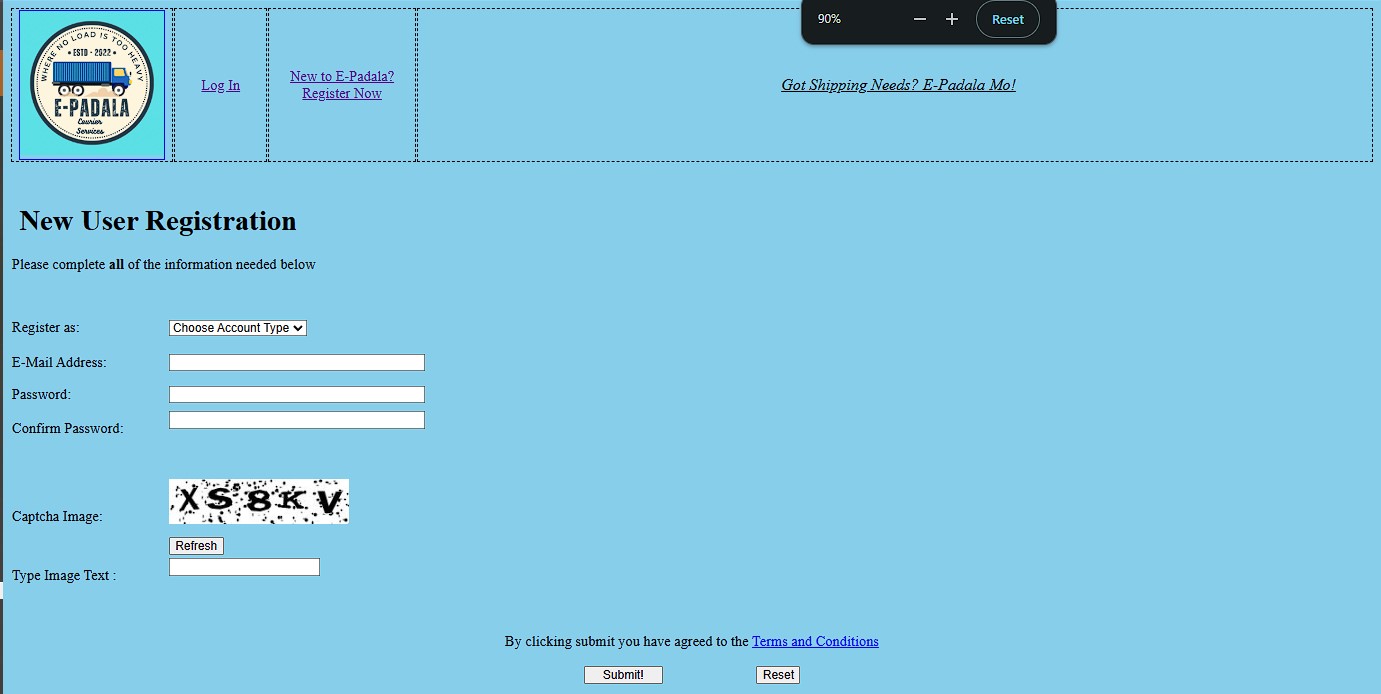 90%
Reset
WHERE NO LOAD IS TOO HEAVY
• ESTD - 2022 •
E-PADALA
Courier
Services
Log In
New to E-Padala?
Register Now
Got Shipping Needs? E-Padala Mo!
New User Registration
Please complete all of the information needed below
Register as: Choose Account Type
E-Mail Address:
Password:
Confirm Password:
Captcha Image: XS8KV
Refresh
Type Image Text :
By clicking submit you have agreed to the Terms and Conditions
Submit! Reset